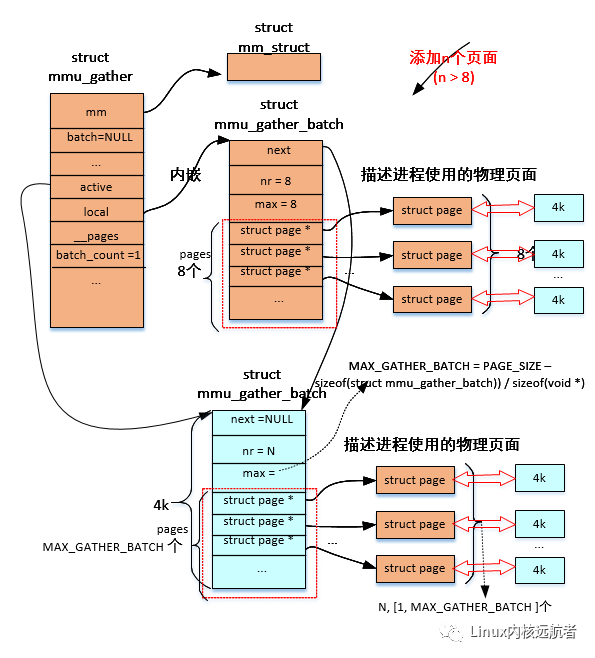 struct
mm_struct
struct
mmu_gather
添加n个页面
(n > 8)
mm
batch=NULL
...
active
local
__pages
batch_count =1
...
struct
mmu_gather_batch
内嵌
next
nr = 8
max = 8
struct page *
struct page *
struct page *
...
pages
8个
描述进程使用的物理页面
struct page
struct page
...
struct page
4k
8个
4k
...
4k
MAX_GATHER_BATCH = PAGE_SIZE –
sizeof(struct mmu_gather_batch)) / sizeof(void *)
struct
mmu_gather_batch
next =NULL
nr = N
max =
struct page *
struct page *
struct page *
...
4k
pages
MAX_GATHER_BATCH 个
描述进程使用的物理页面
struct page
struct page
...
struct page
4k
4k
...
4k
N, [1, MAX_GATHER_BATCH ]个
Linux内核远航者